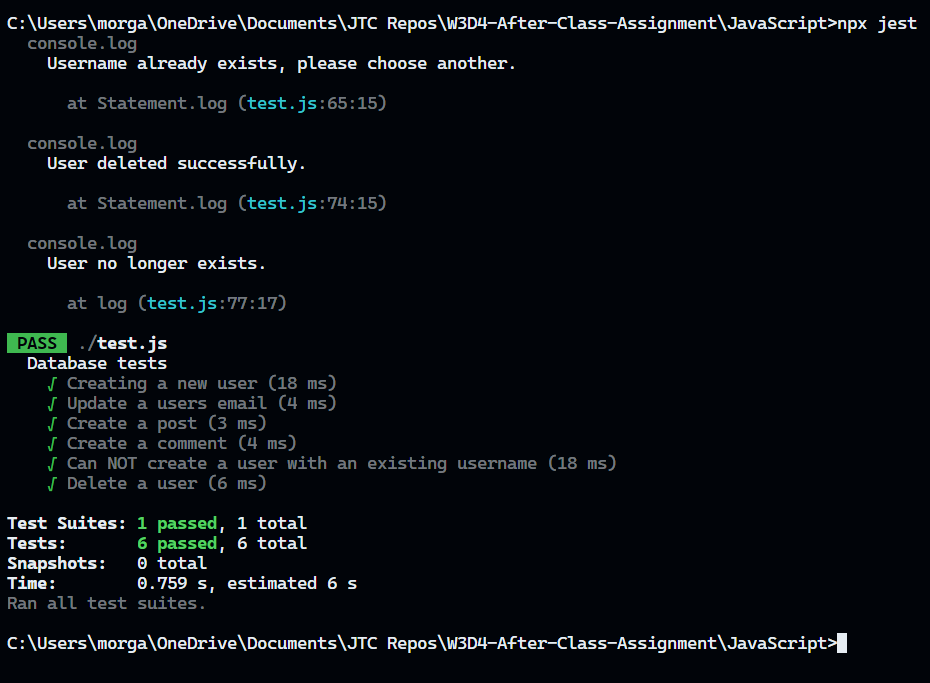 C:\Users\morga\OneDrive\Documents\JTC Repos\W3D4-After-Class-Assignment\JavaScript>npx jest
console.log
Username already exists, please choose another.
at Statement.log (test.js:65:15)
console.log
User deleted successfully.
at Statement.log (test.js:74:15)
console.log
User no longer exists.
at log (test.js:77:17)
PASS ./test.js
Database tests
√ Creating a new user (18 ms)
√ Update a users email (4 ms)
√ Create a post (3 ms)
√ Create a comment (4 ms)
√ Can NOT create a user with an existing username (18 ms)
√ Delete a user (6 ms)
Test Suites: 1 passed, 1 total
Tests:       6 passed, 6 total
Snapshots:   0 total
Time:        0.759 s, estimated 6 s
Ran all test suites.
C:\Users\morga\OneDrive\Documents\JTC Repos\W3D4-After-Class-Assignment\JavaScript>